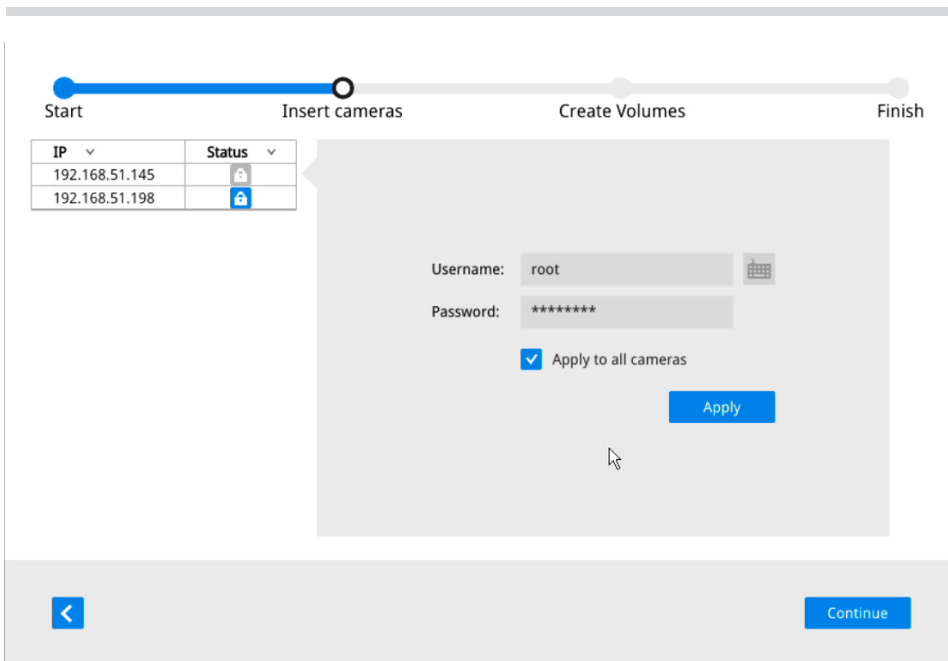 Start Insert cameras Create Volumes Finish
IP Status
192.168.51.145
192.168.51.198
Username: root
Password: ********
Apply to all cameras
Apply
Continue